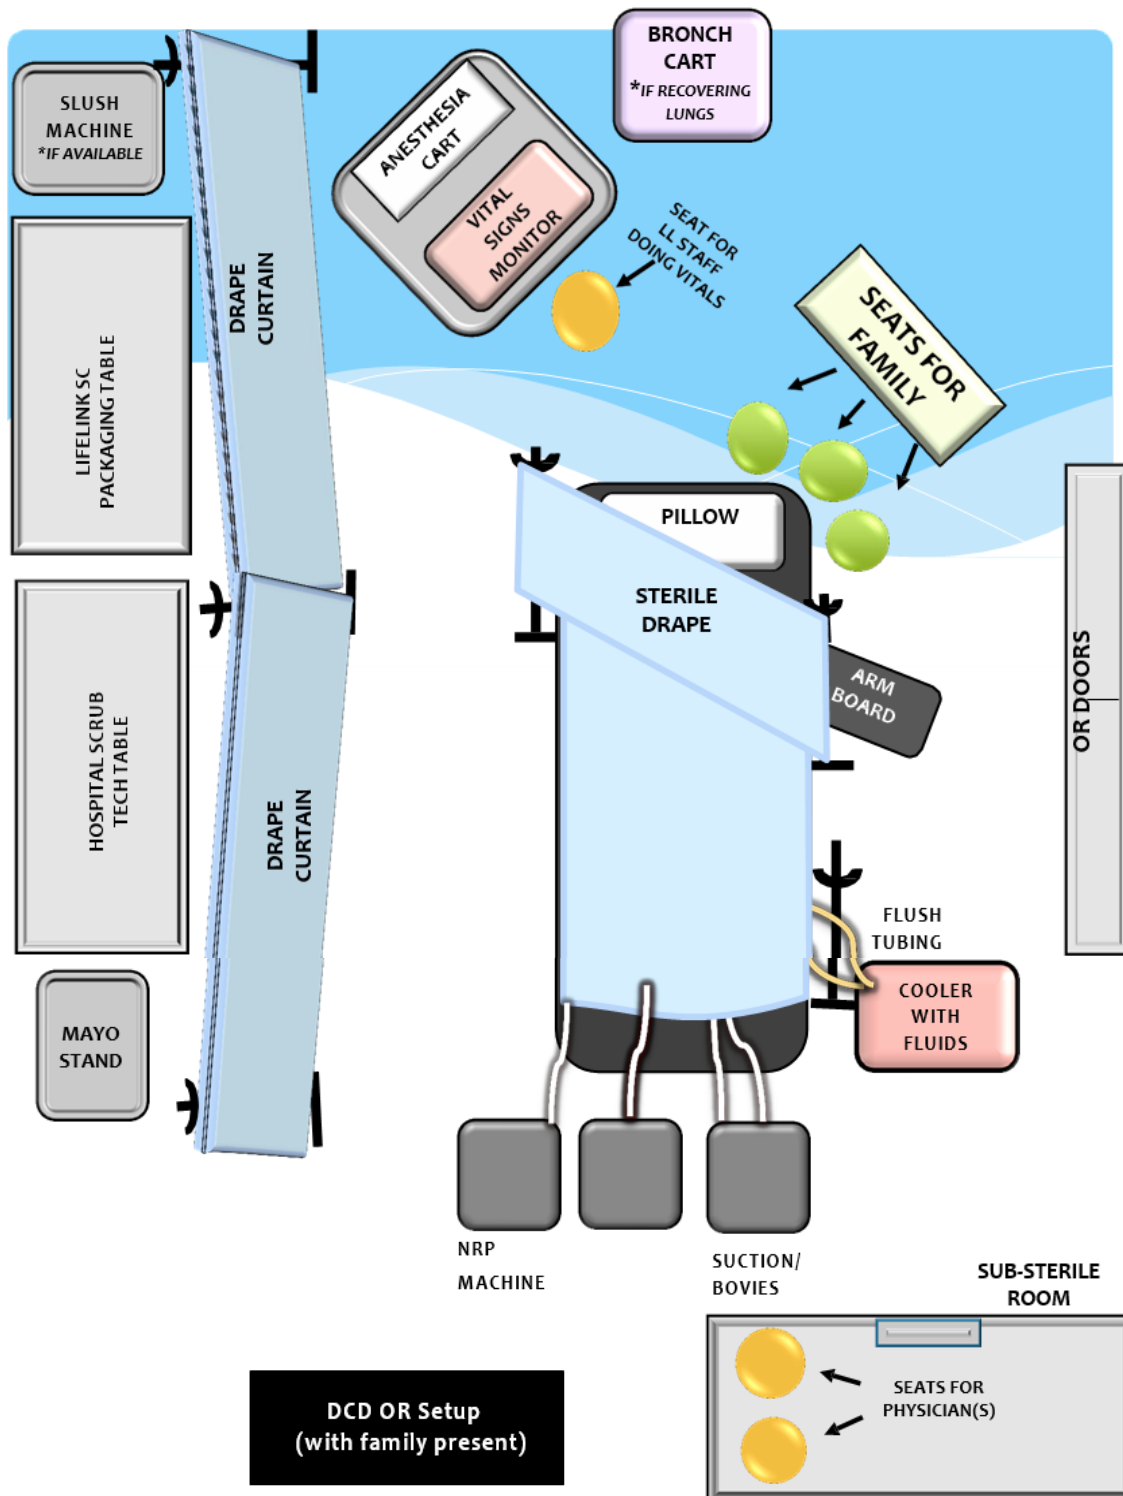 BRONCH
CART
*IF RECOVERING
LUNGS
SLUSH
MACHINE
*IF AVAILABLE
ANESTHESIA
CART
VITAL
SIGNS
MONITOR
SEAT FOR
LL STAFF
DOING VITALS
DRAPE
CURTAIN
SEATS FOR
FAMILY
LIFELINK SC
PACKAGING TABLE
PILLOW
STERILE
DRAPE
ARM
BOARD
OR DOORS
HOSPITAL SCRUB
TECH TABLE
DRAPE
CURTAIN
FLUSH
TUBING
COOLER
WITH
FLUIDS
MAYO
STAND
NRP
MACHINE
SUCTION/
BOVIES
SUB-STERILE
ROOM
SEATS FOR
PHYSICIAN(S)
DCD OR Setup
(with family present)